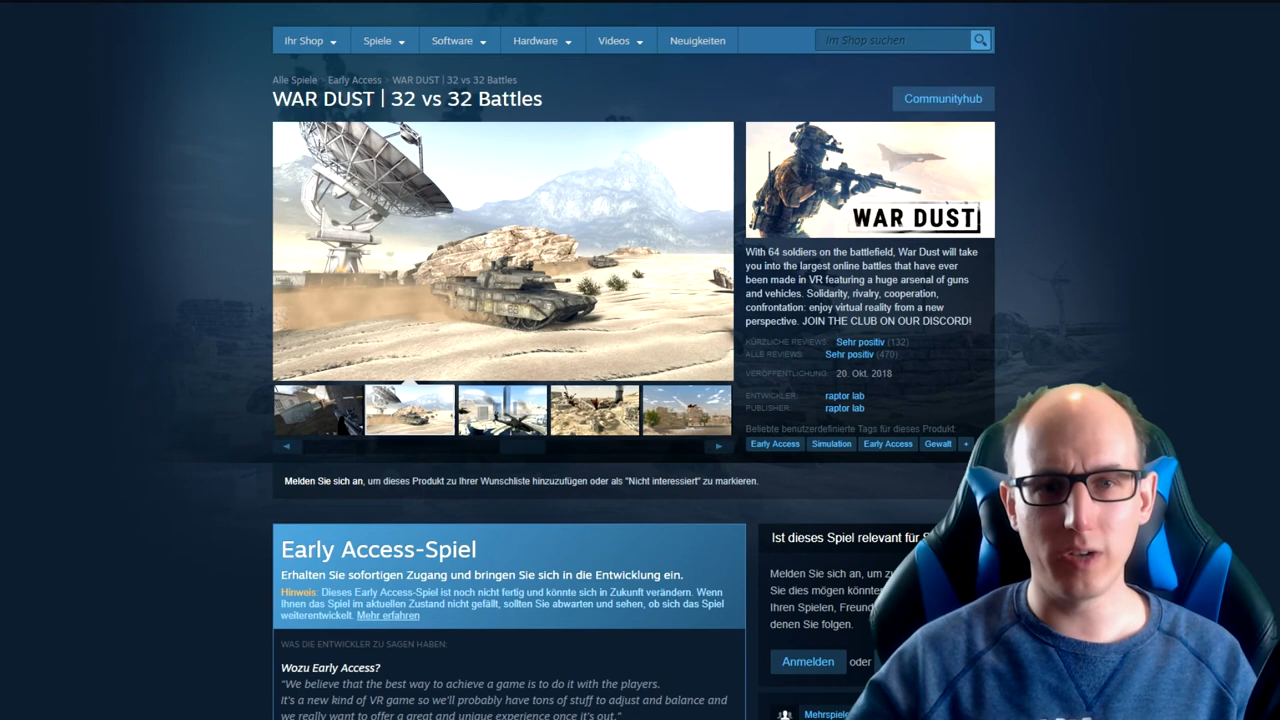 Ihr Shop Spiele Software Hardware Videos Neuigkeiten Im Shop suchen
Alle Spiele > Early Access > WAR DUST | 32 vs 32 Battles
WAR DUST | 32 vs 32 Battles
Communityhub
WAR DUST
With 64 soldiers on the battlefield, War Dust will take
you into the largest online battles that have ever
been made in VR featuring a huge arsenal of guns
and vehicles. Solidarity, rivalry, cooperation,
confrontation: enjoy virtual reality from a new
perspective. JOIN THE CLUB ON OUR DISCORD!
KÜRZLICHE REVIEWS: Sehr positiv (132)
ALLE REVIEWS: Sehr positiv (470)
VERÖFFENTLICHUNG: 20. Okt. 2018
ENTWICKLER: raptor lab
PUBLISHER: raptor lab
Beliebte benutzerdefinierte Tags für dieses Produkt:
Early Access Simulation Early Access Gewalt +
Melden Sie sich an, um dieses Produkt zu Ihrer Wunschliste hinzuzufügen oder als "Nicht interessiert" zu markieren.
Early Access-Spiel
Erhalten Sie sofortigen Zugang und bringen Sie sich in die Entwicklung ein.
Hinweis: Dieses Early Access-Spiel ist noch nicht fertig und könnte sich in Zukunft verändern. Wenn
Ihnen das Spiel im aktuellen Zustand nicht gefällt, sollten Sie abwarten und sehen, ob sich das Spiel
weiterentwickelt. Mehr erfahren
WAS DIE ENTWICKLER ZU SAGEN HABEN:
Wozu Early Access?
"We believe that the best way to achieve a game is to do it with the players.
It's a new kind of VR game so we'll probably have tons of stuff to adjust and balance and
we really want to offer a great and unique experience once it's out."
Ist dieses Spiel relevant für
Melden Sie sich an, um zu
Sie dies mögen könnten
Ihren Spielen, Freund
denen Sie folgen.
Anmelden oder
Mehrspiele